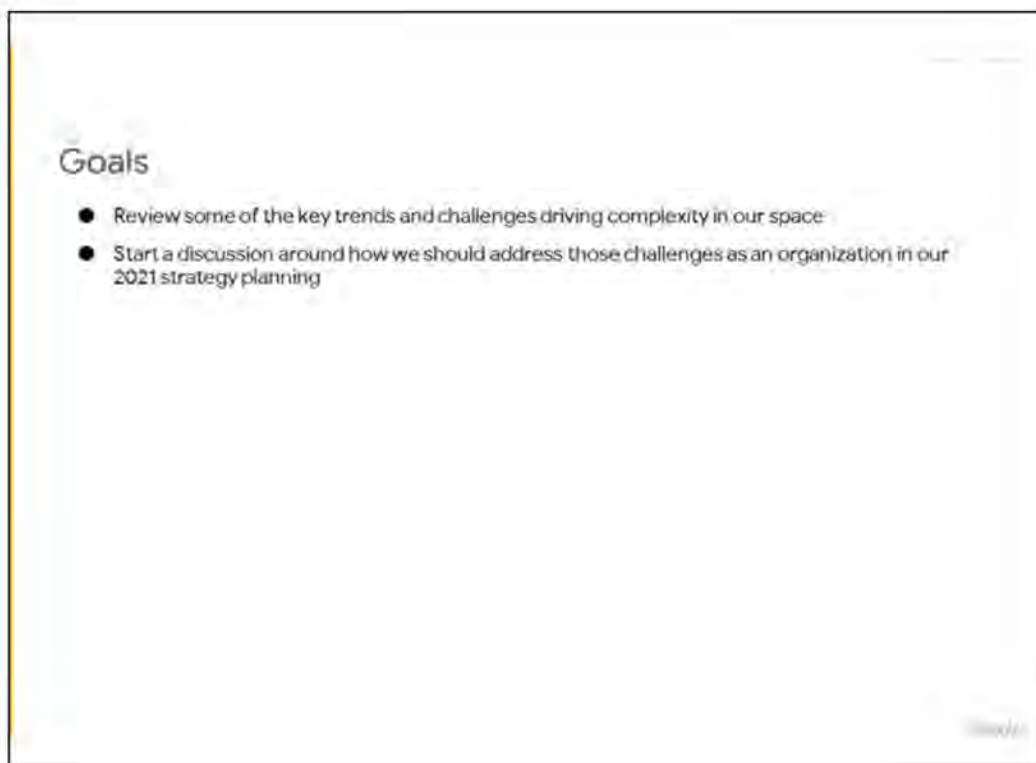 Goals
● Review some of the key trends and challenges driving complexity in our space
● Start a discussion around how we should address those challenges as an organization in our
2021 strategy planning